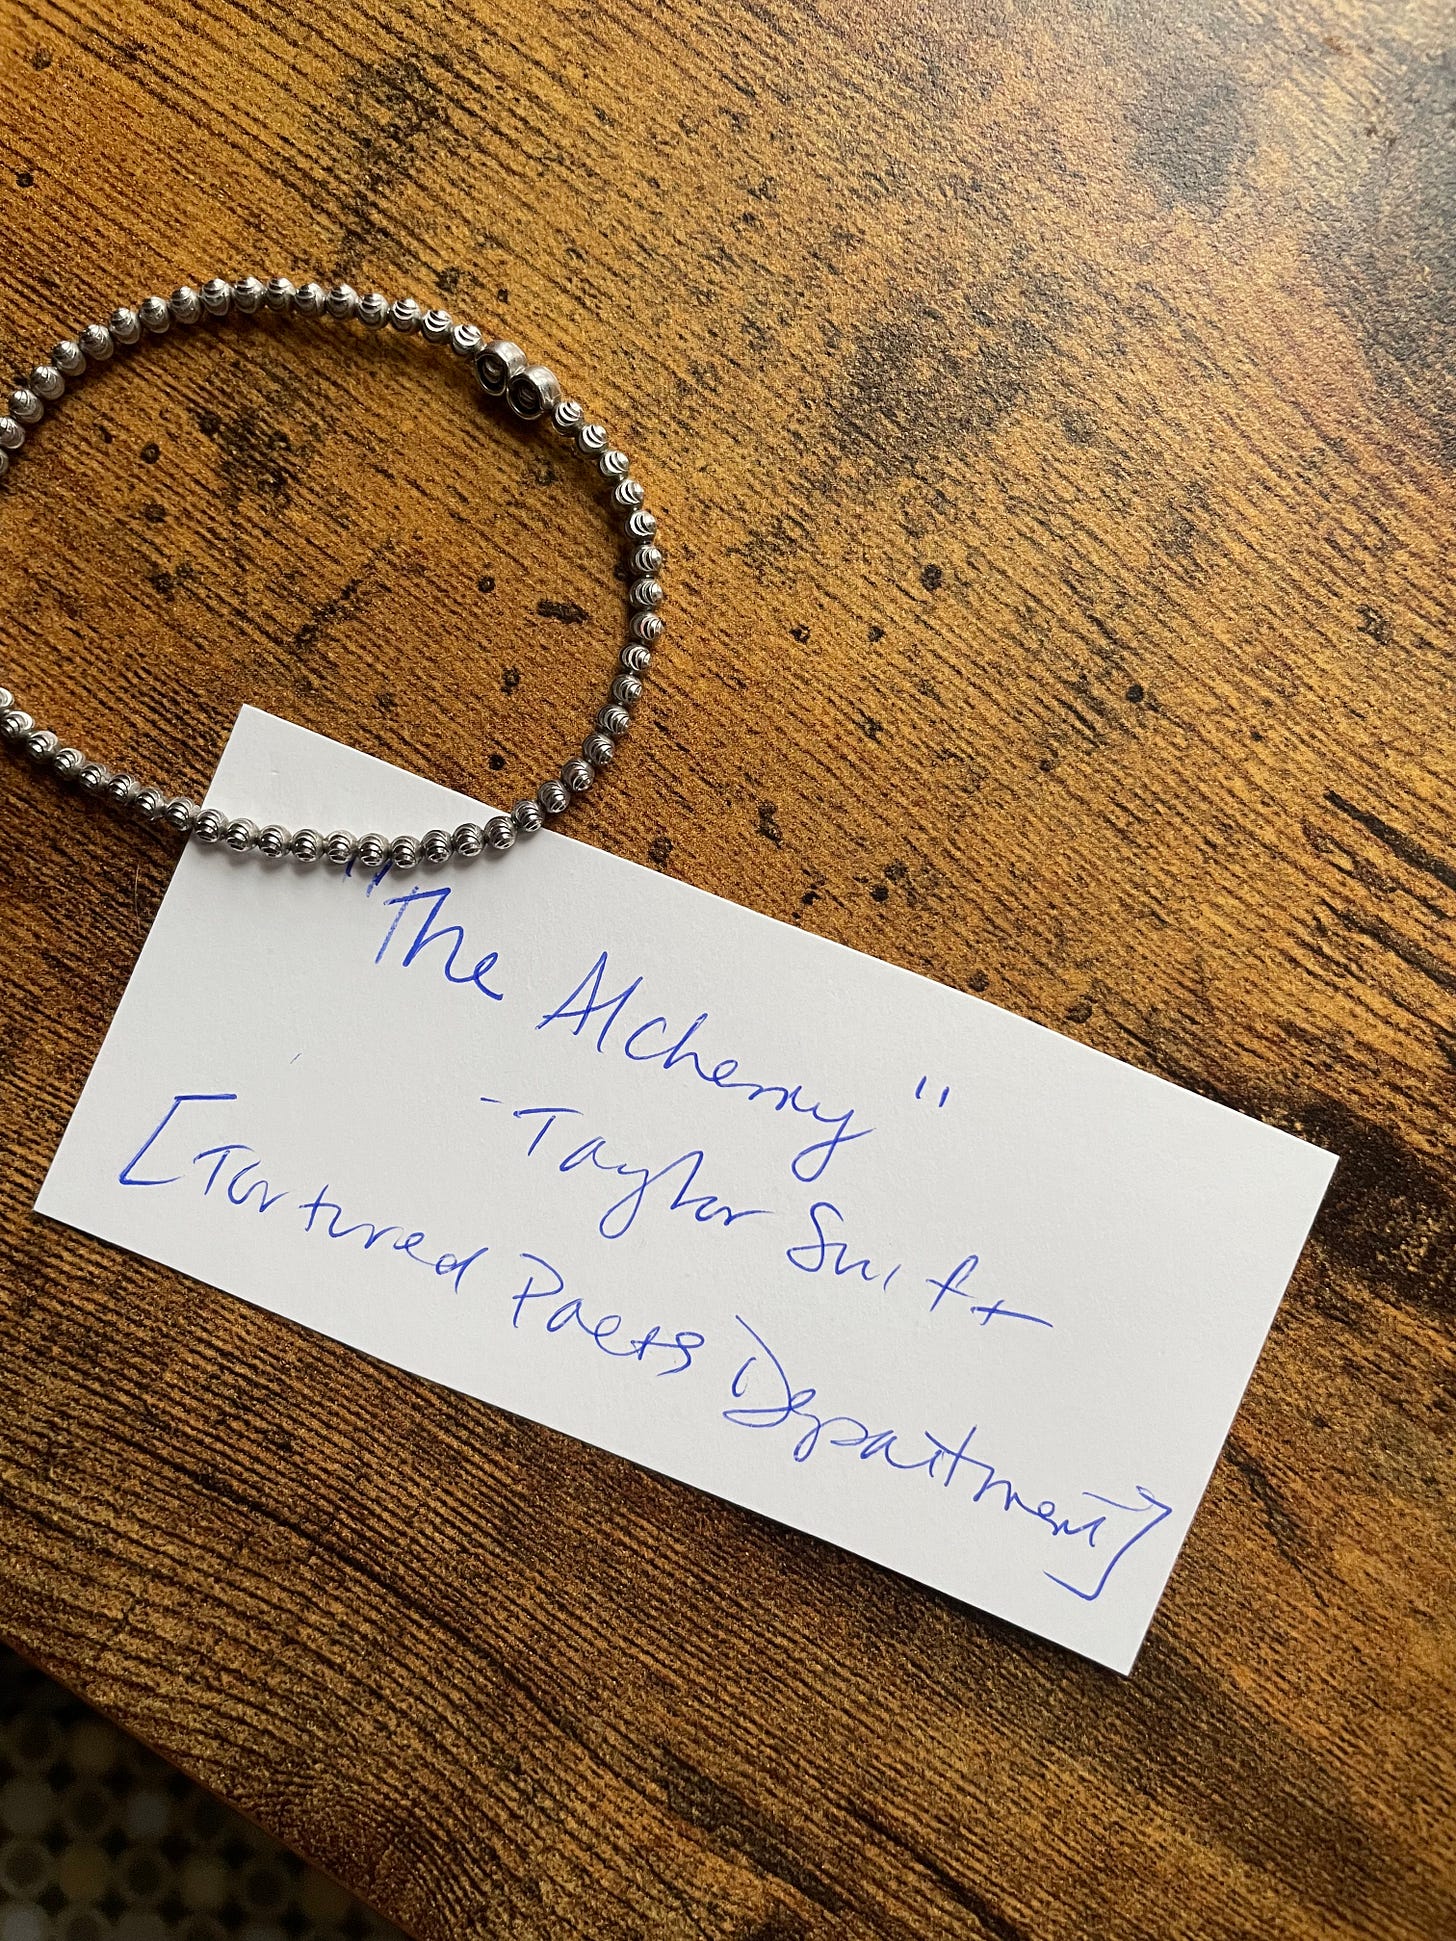 "The Alchemy"
- Taylor Swift
[Tortured Poets Department]